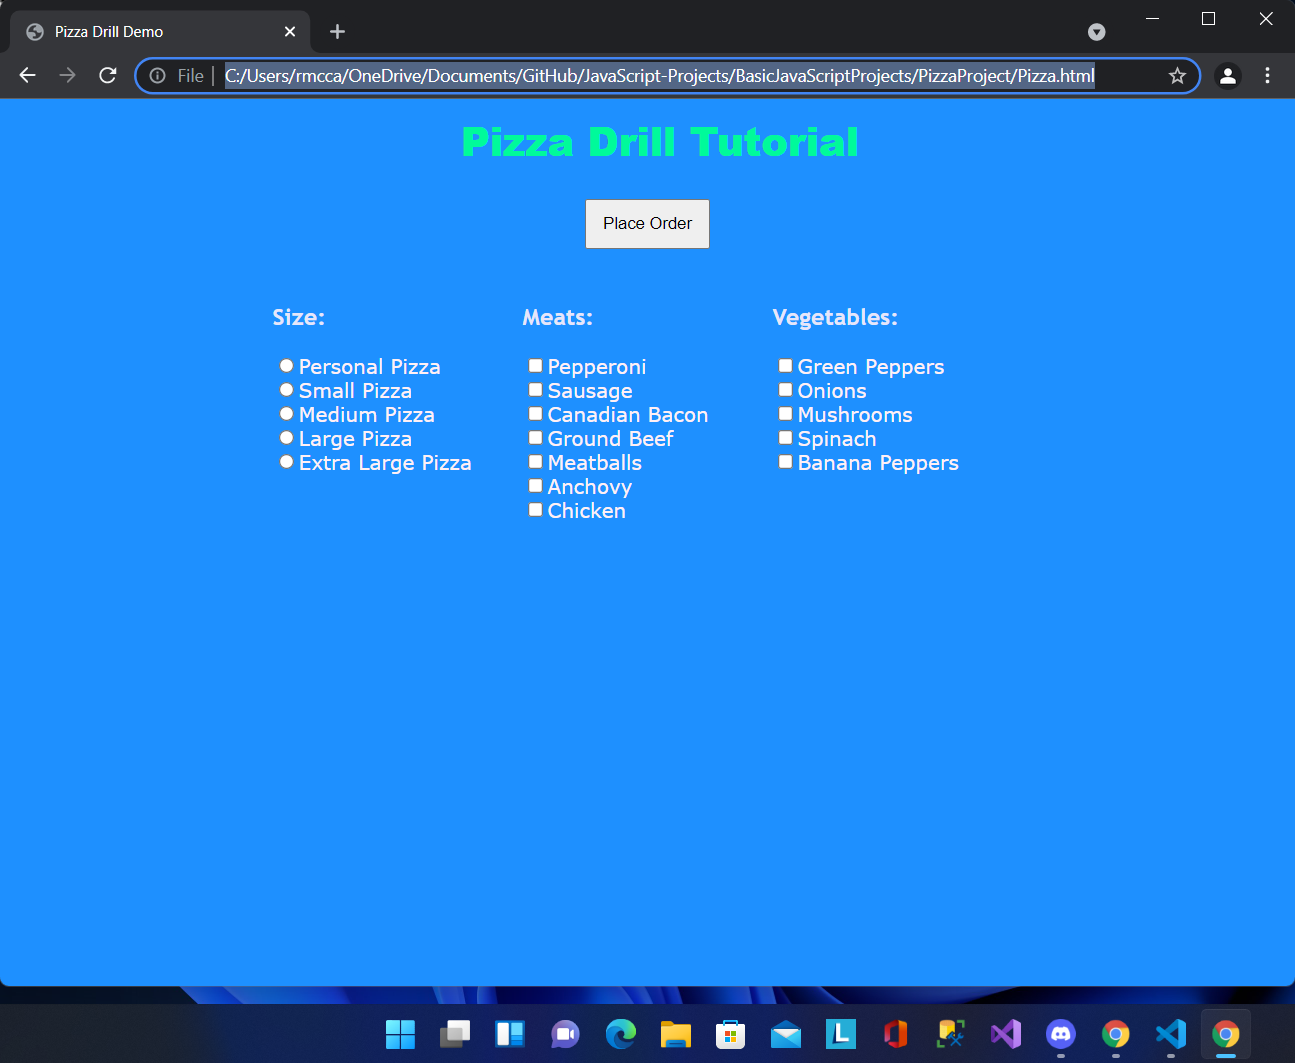 Pizza Drill Demo
File | C:/Users/rmcca/OneDrive/Documents/GitHub/JavaScript-Projects/BasicJavaScriptProjects/PizzaProject/Pizza.html
Pizza Drill Tutorial
Place Order
Size:
Personal Pizza
Small Pizza
Medium Pizza
Large Pizza
Extra Large Pizza
Meats:
Pepperoni
Sausage
Canadian Bacon
Ground Beef
Meatballs
Anchovy
Chicken
Vegetables:
Green Peppers
Onions
Mushrooms
Spinach
Banana Peppers
L